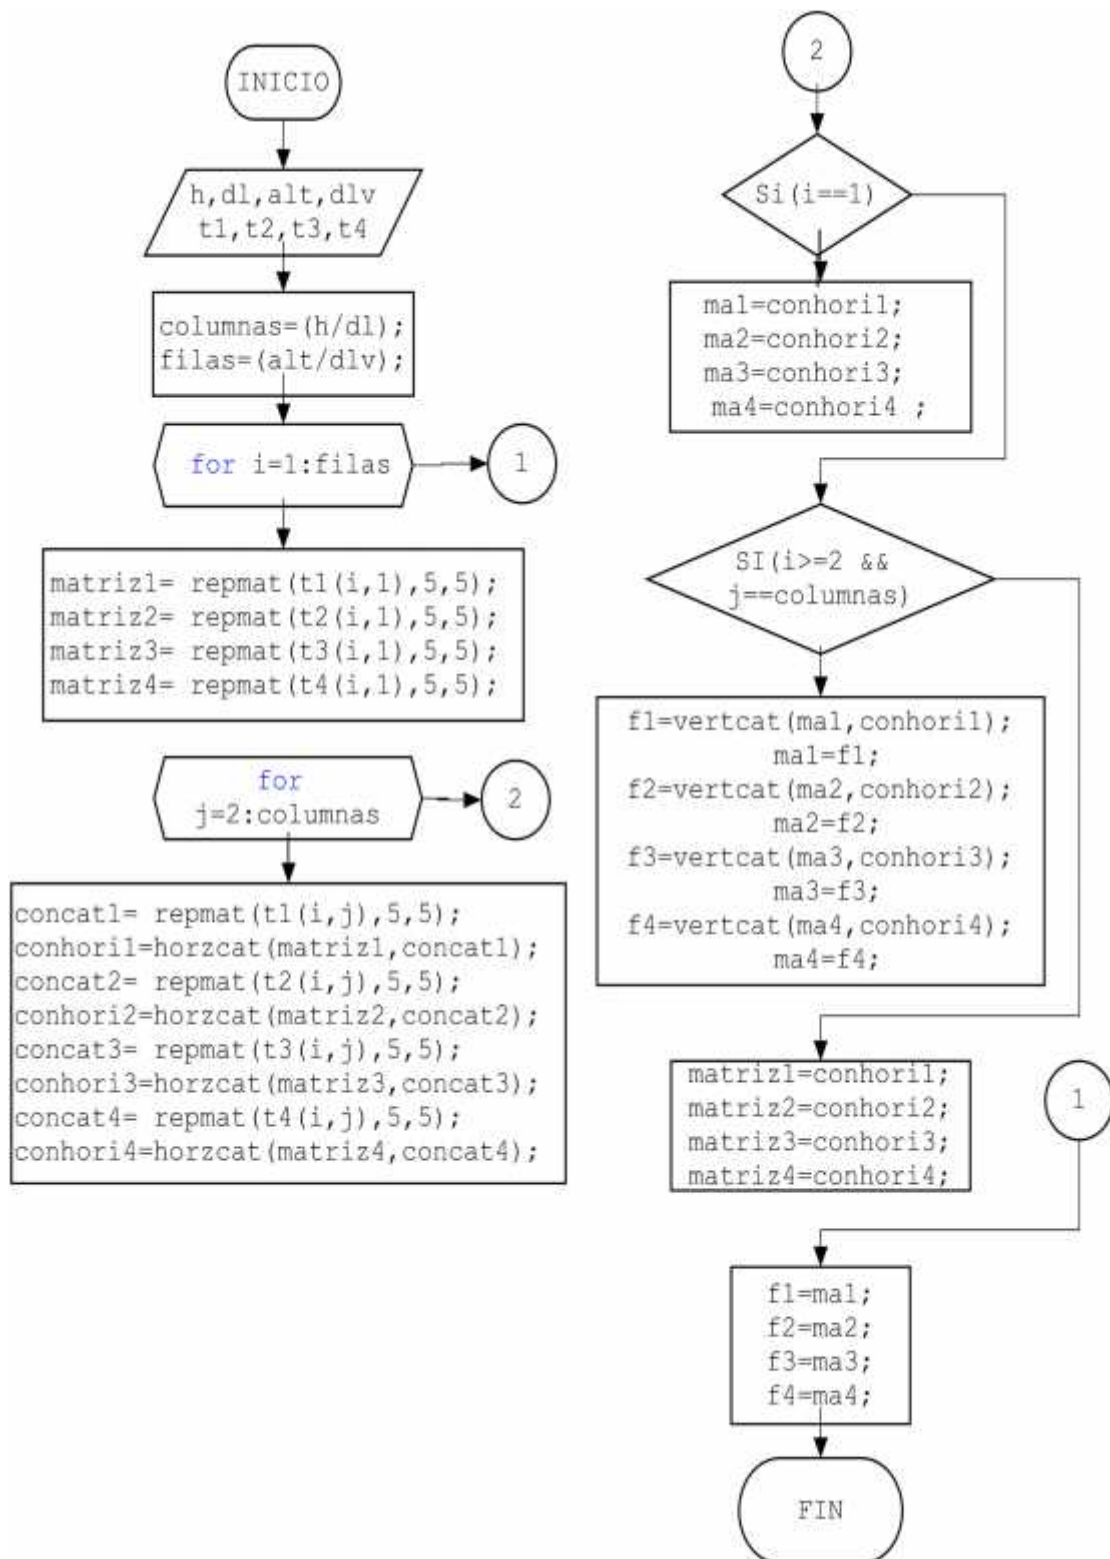 INICIO
h,dl,alt,dlv
t1,t2,t3,t4
columnas=(h/dl);
filas=(alt/dlv);
for i=1:filas
1
matriz1= repmat(t1(i,1),5,5);
matriz2= repmat(t2(i,1),5,5);
matriz3= repmat(t3(i,1),5,5);
matriz4= repmat(t4(i,1),5,5);
for
j=2:columnas
2
concat1= repmat(t1(i,j),5,5);
conhori1=horzcat(matriz1,concat1);
concat2= repmat(t2(i,j),5,5);
conhori2=horzcat(matriz2,concat2);
concat3= repmat(t3(i,j),5,5);
conhori3=horzcat(matriz3,concat3);
concat4= repmat(t4(i,j),5,5);
conhori4=horzcat(matriz4,concat4);
2
Si(i==1)
ma1=conhori1;
ma2=conhori2;
ma3=conhori3;
ma4=conhori4 ;
SI(i>=2 &&
j==columnas)
f1=vertcat(ma1,conhori1);
ma1=f1;
f2=vertcat(ma2,conhori2);
ma2=f2;
f3=vertcat(ma3,conhori3);
ma3=f3;
f4=vertcat(ma4,conhori4);
ma4=f4;
matriz1=conhori1;
matriz2=conhori2;
matriz3=conhori3;
matriz4=conhori4;
1
f1=ma1;
f2=ma2;
f3=ma3;
f4=ma4;
FIN